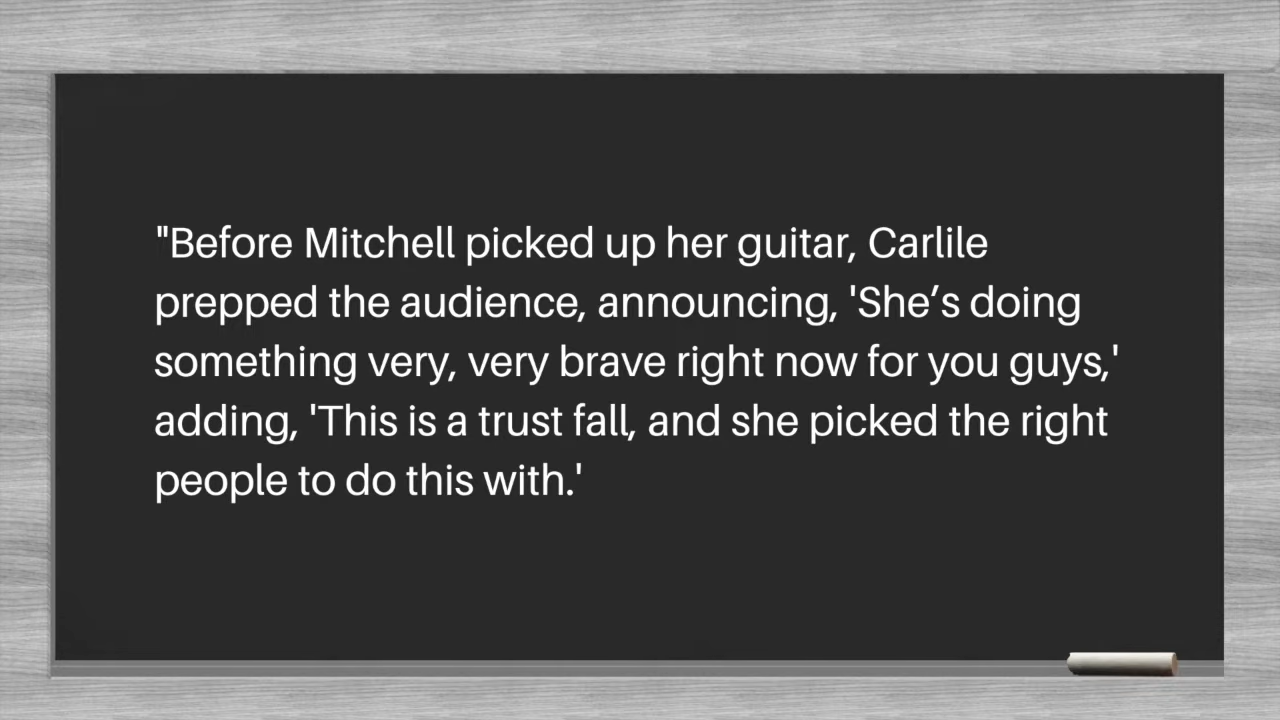 "Before Mitchell picked up her guitar, Carlile
prepped the audience, announcing, 'She’s doing
something very, very brave right now for you guys,'
adding, 'This is a trust fall, and she picked the right
people to do this with.'